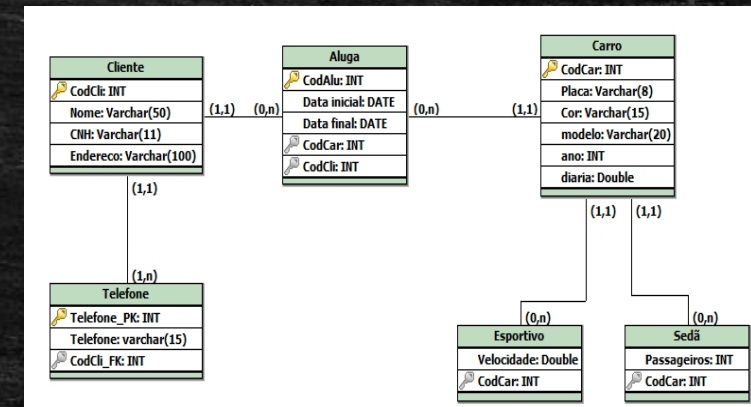 Cliente
CodCli: INT
Nome: Varchar(50)
CNH: Varchar(11)
Endereco: Varchar(100)
(1,1)
(0,n)
Aluga
CodAlu: INT
Data inicial: DATE
Data final: DATE
CodCar: INT
CodCli: INT
(0,n)
(1,1)
Carro
CodCar: INT
Placa: Varchar(8)
Cor: Varchar(15)
modelo: Varchar(20)
ano: INT
diaria: Double
(1,1)
(1,n)
Telefone
Telefone_PK: INT
Telefone: varchar(15)
CodCli_FK: INT
(1,1)
(1,1)
(0,n)
Esportivo
Velocidade: Double
CodCar: INT
(0,n)
Sedã
Passageiros: INT
CodCar: INT